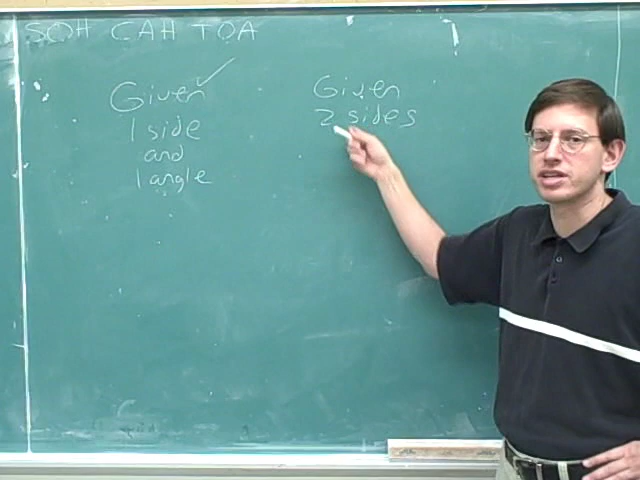 SOH CAH TOA
Given
1 side
and
1 angle
Given
2 sides